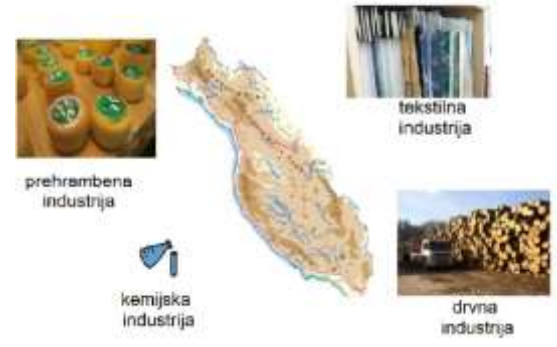 tekstilna
industrija
prehrambena
industrija
kemijska
industrija
drvna
industrija